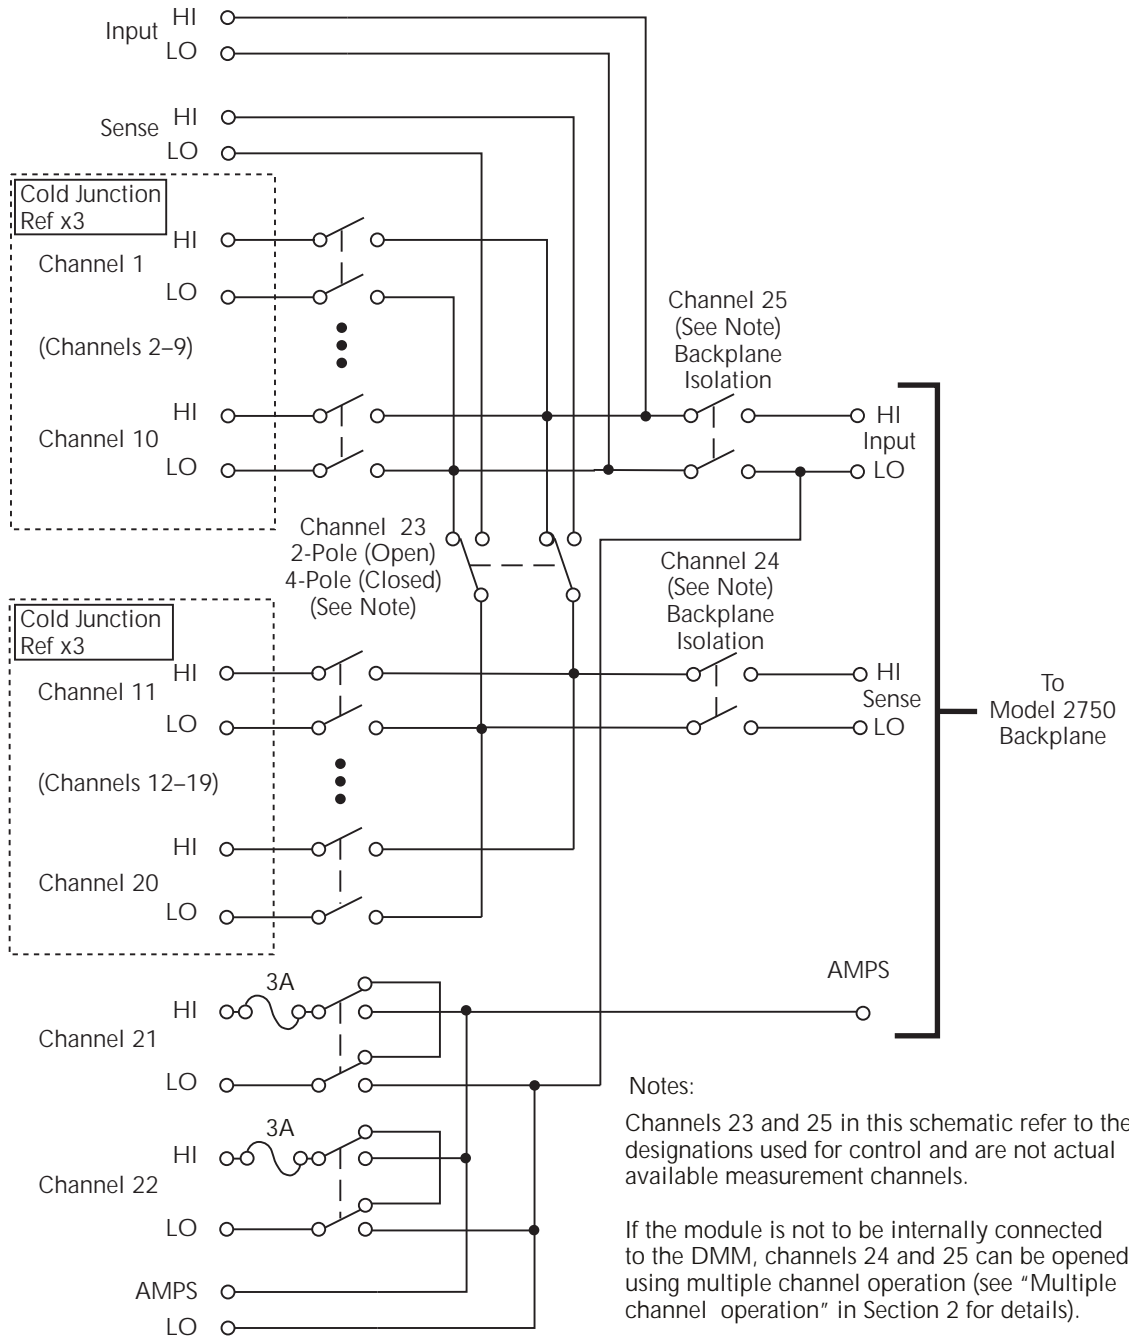 Input
HI
LO
Sense
HI
LO
Cold Junction
Ref x3
HI
Channel 1
LO
(Channels 2–9)
HI
Channel 10
LO
Channel 25
(See Note)
Backplane
Isolation
HI
Input
LO
Channel 23
2-Pole (Open)
4-Pole (Closed)
(See Note)
Channel 24
(See Note)
Backplane
Isolation
Cold Junction
Ref x3
HI
Channel 11
LO
(Channels 12–19)
HI
Channel 20
LO
HI
Sense
LO
To
Model 2750
Backplane
AMPS
3A
HI
Channel 21
LO
3A
HI
Channel 22
LO
AMPS
LO
Notes:
Channels 23 and 25 in this schematic refer to the
designations used for control and are not actual
available measurement channels.
If the module is not to be internally connected
to the DMM, channels 24 and 25 can be opened
using multiple channel operation (see "Multiple
channel operation" in Section 2 for details).